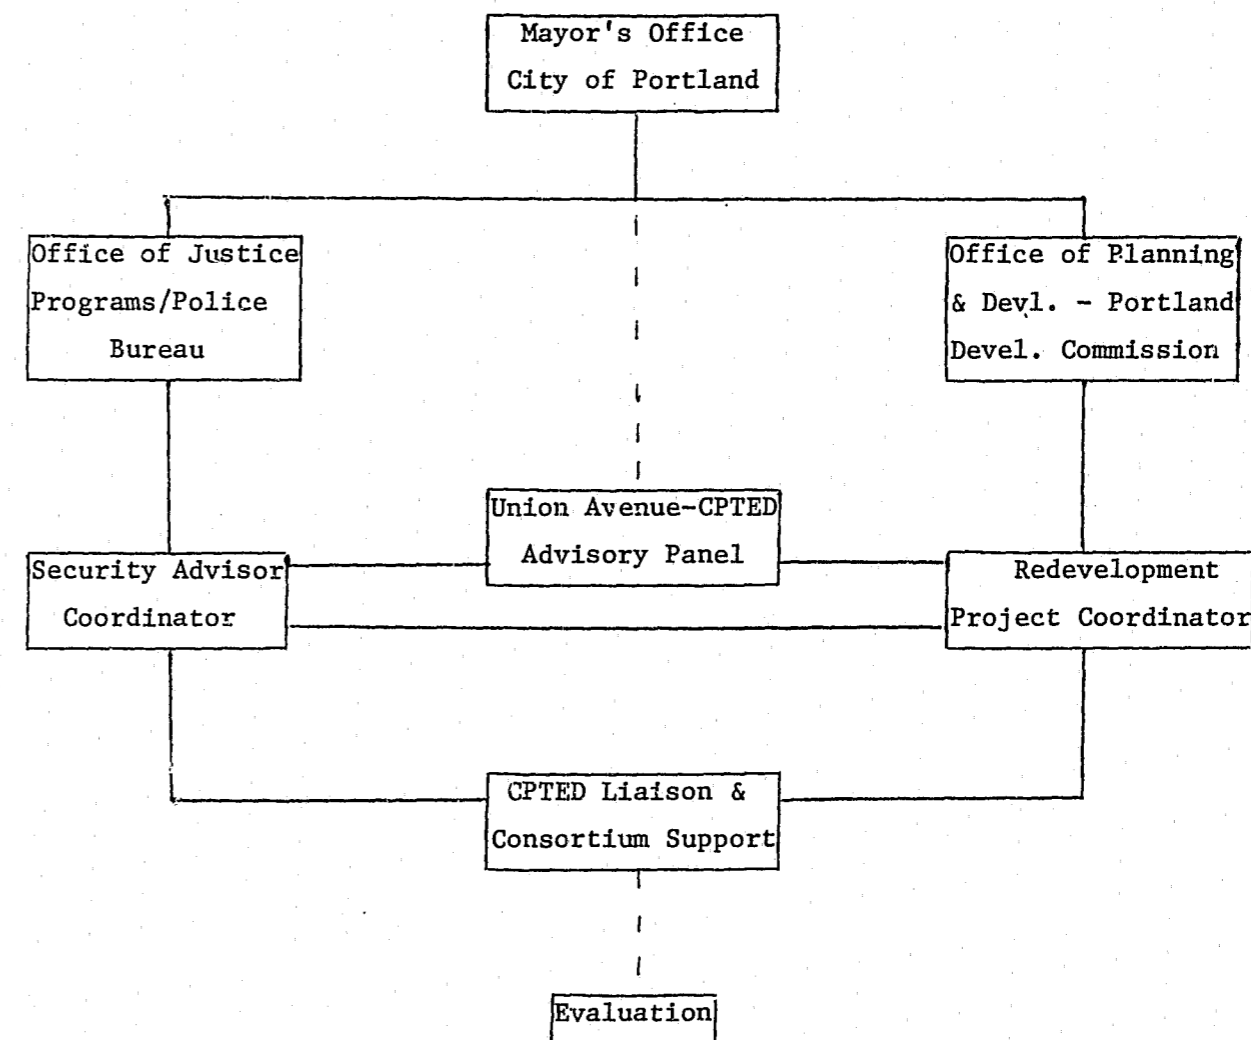 Mayor's Office
City of Portland
Office of Justice
Programs/Police
Bureau
Office of Planning
& Devl. - Portland
Devel. Commission
Union Avenue-CPTED
Advisory Panel
Security Advisor
Coordinator
Redevelopment
Project Coordinator
CPTED Liaison &
Consortium Support
Evaluation